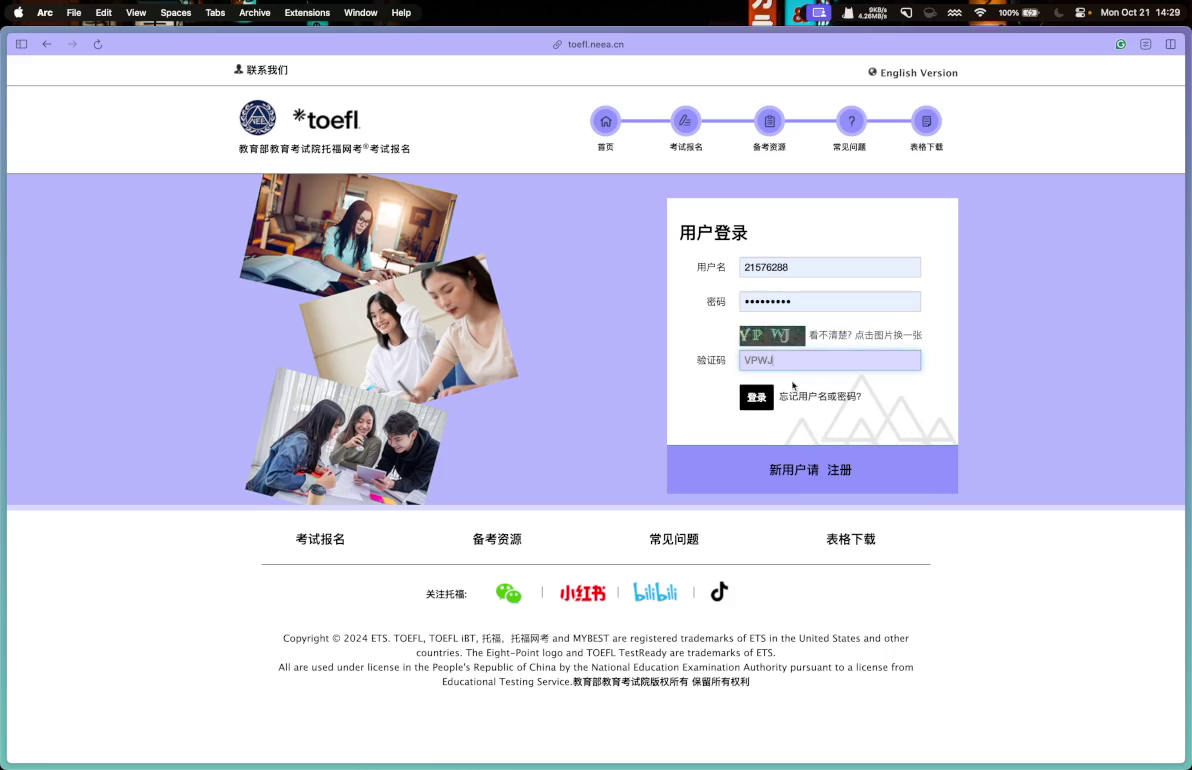 Arc File Edit View Spaces Tabs Archive Extensions Window Help
5KB/s
4.26MB/s
100%
Mon Oct 21 14:29
toefl.neea.cn
联系我们
English Version
NEEA
*toefl.
教育部教育考试院托福网考®考试报名
首页
考试报名
备考资源
常见问题
表格下载
用户登录
用户名 21576288
密码 •••••••••
VPWJ 看不清楚? 点击图片换一张
验证码 VPWJ
登录 忘记用户名或密码?
新用户请 注册
考试报名 备考资源 常见问题 表格下载
关注托福: 小红书 bilibili
Copyright © 2024 ETS. TOEFL, TOEFL iBT, 托福，托福网考 and MYBEST are registered trademarks of ETS in the United States and other
countries. The Eight-Point logo and TOEFL TestReady are trademarks of ETS.
All are used under license in the People's Republic of China by the National Education Examination Authority pursuant to a license from
Educational Testing Service.教育部教育考试院版权所有 保留所有权利